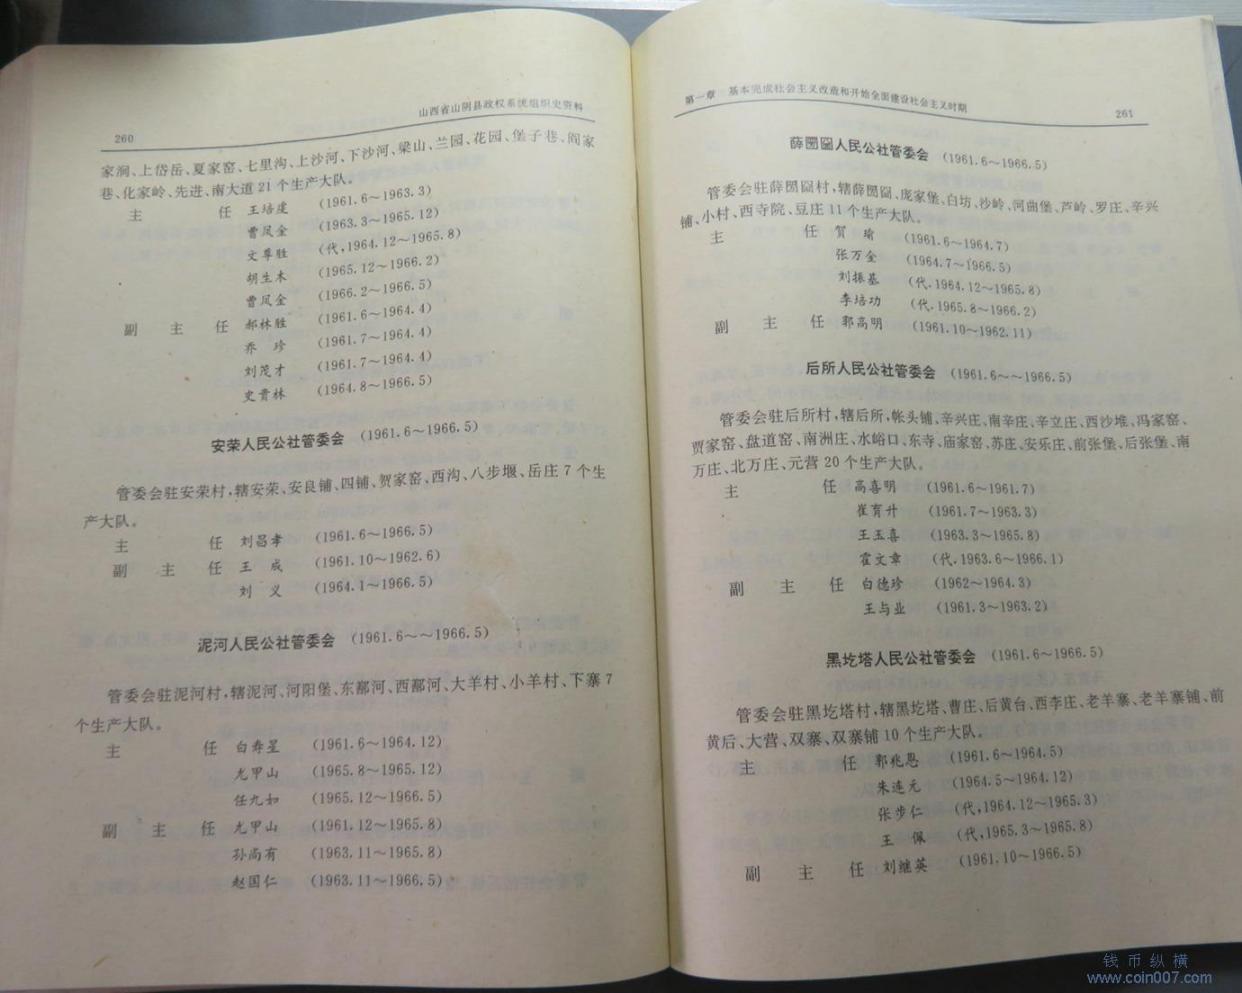 260
山西省山阴县政权系统组织史资料
家涧、上岱岳、夏家窑、七里沟、上沙河、下沙河、梁山、兰园、花园、堡子巷、阎家
巷、化家岭、先进、南大道 21 个生产大队。
主 任 王培虔 (1961.6～1963.3)
曹凤金 (1963.3～1965.12)
文尊胜 (代,1964.12～1965.8)
胡生木 (1965.12～1966.2)
曹凤金 (1966.2～1966.5)
副 主 任 郝林胜 (1961.6～1964.4)
乔 珍 (1961.7～1964.4)
刘茂才 (1961.7～1964.4)
史贵林 (1964.8～1966.5)
安荣人民公社管委会 (1961.6～1966.5)
管委会驻安荣村,辖安荣、安良铺、四铺、贺家窑、西沟、八步堰、岳庄 7 个生
产大队。
主 任 刘昌孝 (1961.6～1966.5)
副 主 任 王 成 (1961.10～1962.6)
刘 义 (1964.1～1966.5)
泥河人民公社管委会 (1961.6～～1966.5)
管委会驻泥河村,辖泥河、河阳堡、东鄯河、西鄯河、大羊村、小羊村、下寨 7
个生产大队。
主 任 白寿星 (1961.6～1964.12)
尤甲山 (1965.8～1965.12)
任九如 (1965.12～1966.5)
副 主 任 尤甲山 (1961.12～1965.8)
孙尚有 (1963.11～1965.8)
赵国仁 (1963.11～1966.5)
第一章 基本完成社会主义改造和开始全面建设社会主义时期
261
薛圐圙人民公社管委会 (1961.6～1966.5)
管委会驻薛圐圙村,辖薛圐圙、庞家堡、白坊、沙岭、河曲堡、芦岭、罗庄、辛兴
铺、小村、西寺院、豆庄 11 个生产大队。
主 任 贺 瑜 (1961.6～1964.7)
张万金 (1964.7～1966.5)
刘振基 (代.1964.12～1965.8)
李培功 (代.1965.8～1966.2)
副 主 任 郭高明 (1961.10～1962.11)
后所人民公社管委会 (1961.6～～1966.5)
管委会驻后所村,辖后所、帐头铺、辛兴庄、南辛庄、辛立庄、西沙堆、冯家窑、
贾家窑、盘道窑、南洲庄、水峪口、东寺、庙家窑、苏庄、安乐庄、前张堡、后张堡、南
万庄、北万庄、元营 20 个生产大队。
主 任 高喜明 (1961.6～1961.7)
崔育升 (1961.7～1963.3)
王玉喜 (1963.3～1965.8)
霍文章 (代.1963.6～1966.1)
副 主 任 白德珍 (1962～1964.3)
王与业 (1961.3～1963.2)
黑圪塔人民公社管委会 (1961.6～1966.5)
管委会驻黑圪塔村,辖黑圪塔、曹庄、后黄台、西李庄、老羊寨、老羊寨铺、前
黄后、大营、双寨、双寨铺 10 个生产大队。
主 任 郭兆恩 (1961.6～1964.5)
朱连元 (1964.5～1964.12)
张步仁 (代,1964.12～1965.3)
王 佩 (代,1965.3～1965.8)
副 主 任 刘继英 (1961.10～1966.5)
钱币纵横
www.coin007.com